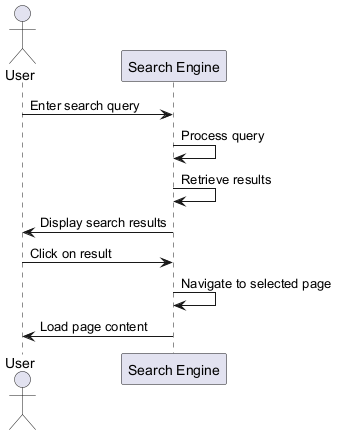 User
Search Engine
Enter search query
Process query
Retrieve results
Display search results
Click on result
Navigate to selected page
Load page content
User
Search Engine